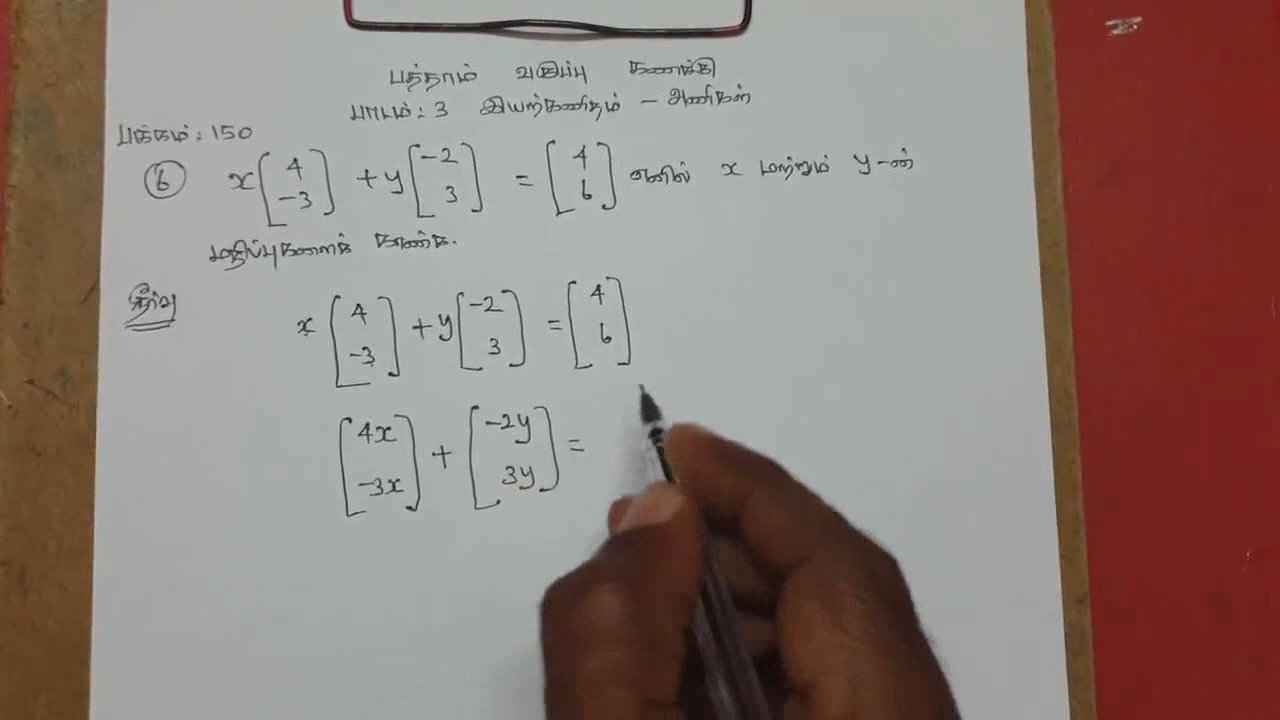 பத்தாம் வகுப்பு கணக்கு
பாடம் : 3 இயற்கணிதம் - அணிகள்
பக்கம் : 150
6 x [4 -3] + y [-2 3] = [4 6] எனில் x மற்றும் y-ன்
மதிப்புகளைக் காண்க.
தீர்வு
x [4 -3] + y [-2 3] = [4 6]
[4x -3x] + [-2y 3y] =